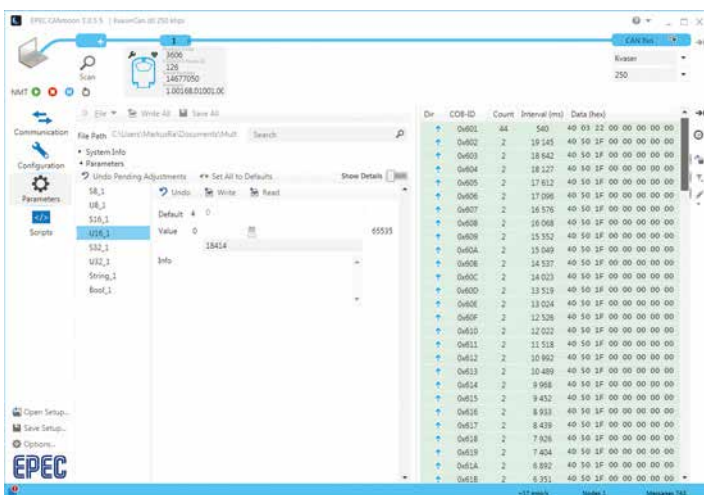 EPEC CANmoon 1.0.5.5 | KvaserCan (0) 250 kbps
CAN Bus
1
Kvaser
250
3606
126
14677050
1.00168.01001.00
Scan
NMT
File Write All Save All
File Path C:\Users\MarkusRa\Documents\Mult Search
System Info
Parameters
Undo Pending Adjustments Set All to Defaults Show Details
Communication
Configuration
Parameters
Scripts
S8_1
U8_1
S16_1
U16_1
S32_1
U32_1
String_1
Bool_1
Undo Write Read
Default 0
Value 0 65535
18414
Info
Dir COB-ID Count Interval (ms) Data (hex)
0x601 44 540 40 03 22 00 00 00 00 00
0x602 2 19 145 40 50 1F 00 00 00 00 00
0x603 2 18 642 40 50 1F 00 00 00 00 00
0x604 2 18 127 40 50 1F 00 00 00 00 00
0x605 2 17 612 40 50 1F 00 00 00 00 00
0x606 2 17 096 40 50 1F 00 00 00 00 00
0x607 2 16 576 40 50 1F 00 00 00 00 00
0x608 2 16 068 40 50 1F 00 00 00 00 00
0x609 2 15 552 40 50 1F 00 00 00 00 00
0x60A 2 15 049 40 50 1F 00 00 00 00 00
0x60B 2 14 537 40 50 1F 00 00 00 00 00
0x60C 2 14 023 40 50 1F 00 00 00 00 00
0x60D 2 13 519 40 50 1F 00 00 00 00 00
0x60E 2 13 024 40 50 1F 00 00 00 00 00
0x60F 2 12 526 40 50 1F 00 00 00 00 00
0x610 2 12 022 40 50 1F 00 00 00 00 00
0x611 2 11 518 40 50 1F 00 00 00 00 00
0x612 2 10 992 40 50 1F 00 00 00 00 00
0x613 2 10 489 40 50 1F 00 00 00 00 00
0x614 2 9 968 40 50 1F 00 00 00 00 00
0x615 2 9 452 40 50 1F 00 00 00 00 00
0x616 2 8 933 40 50 1F 00 00 00 00 00
0x617 2 8 439 40 50 1F 00 00 00 00 00
0x618 2 7 926 40 50 1F 00 00 00 00 00
0x619 2 7 404 40 50 1F 00 00 00 00 00
0x61A 2 6 892 40 50 1F 00 00 00 00 00
0x61B 2 6 351 40 50 1F 00 00 00 00 00
Open Setup...
Save Setup...
Options...
EPEC
Nodes 1